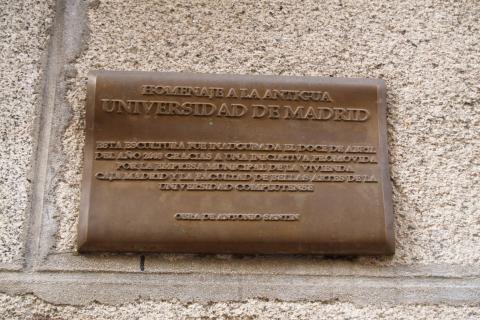 HOMENAJE A LA ANTIGUA
UNIVERSIDAD DE MADRID
ESTA ESCULTURA FUE INAUGURADA EL DOCE DE ABRIL
DEL AÑO GRACIAS A UNA INICIATIVA PROMOVIDA
POR LA EMPRESA MUNICIPAL DE LA VIVIENDA
CAJA MADRID Y LA FACULTAD DE BELLAS ARTES DE LA
UNIVERSIDAD COMPLUTENSE
OBRA DE ANTONIO SANTIN